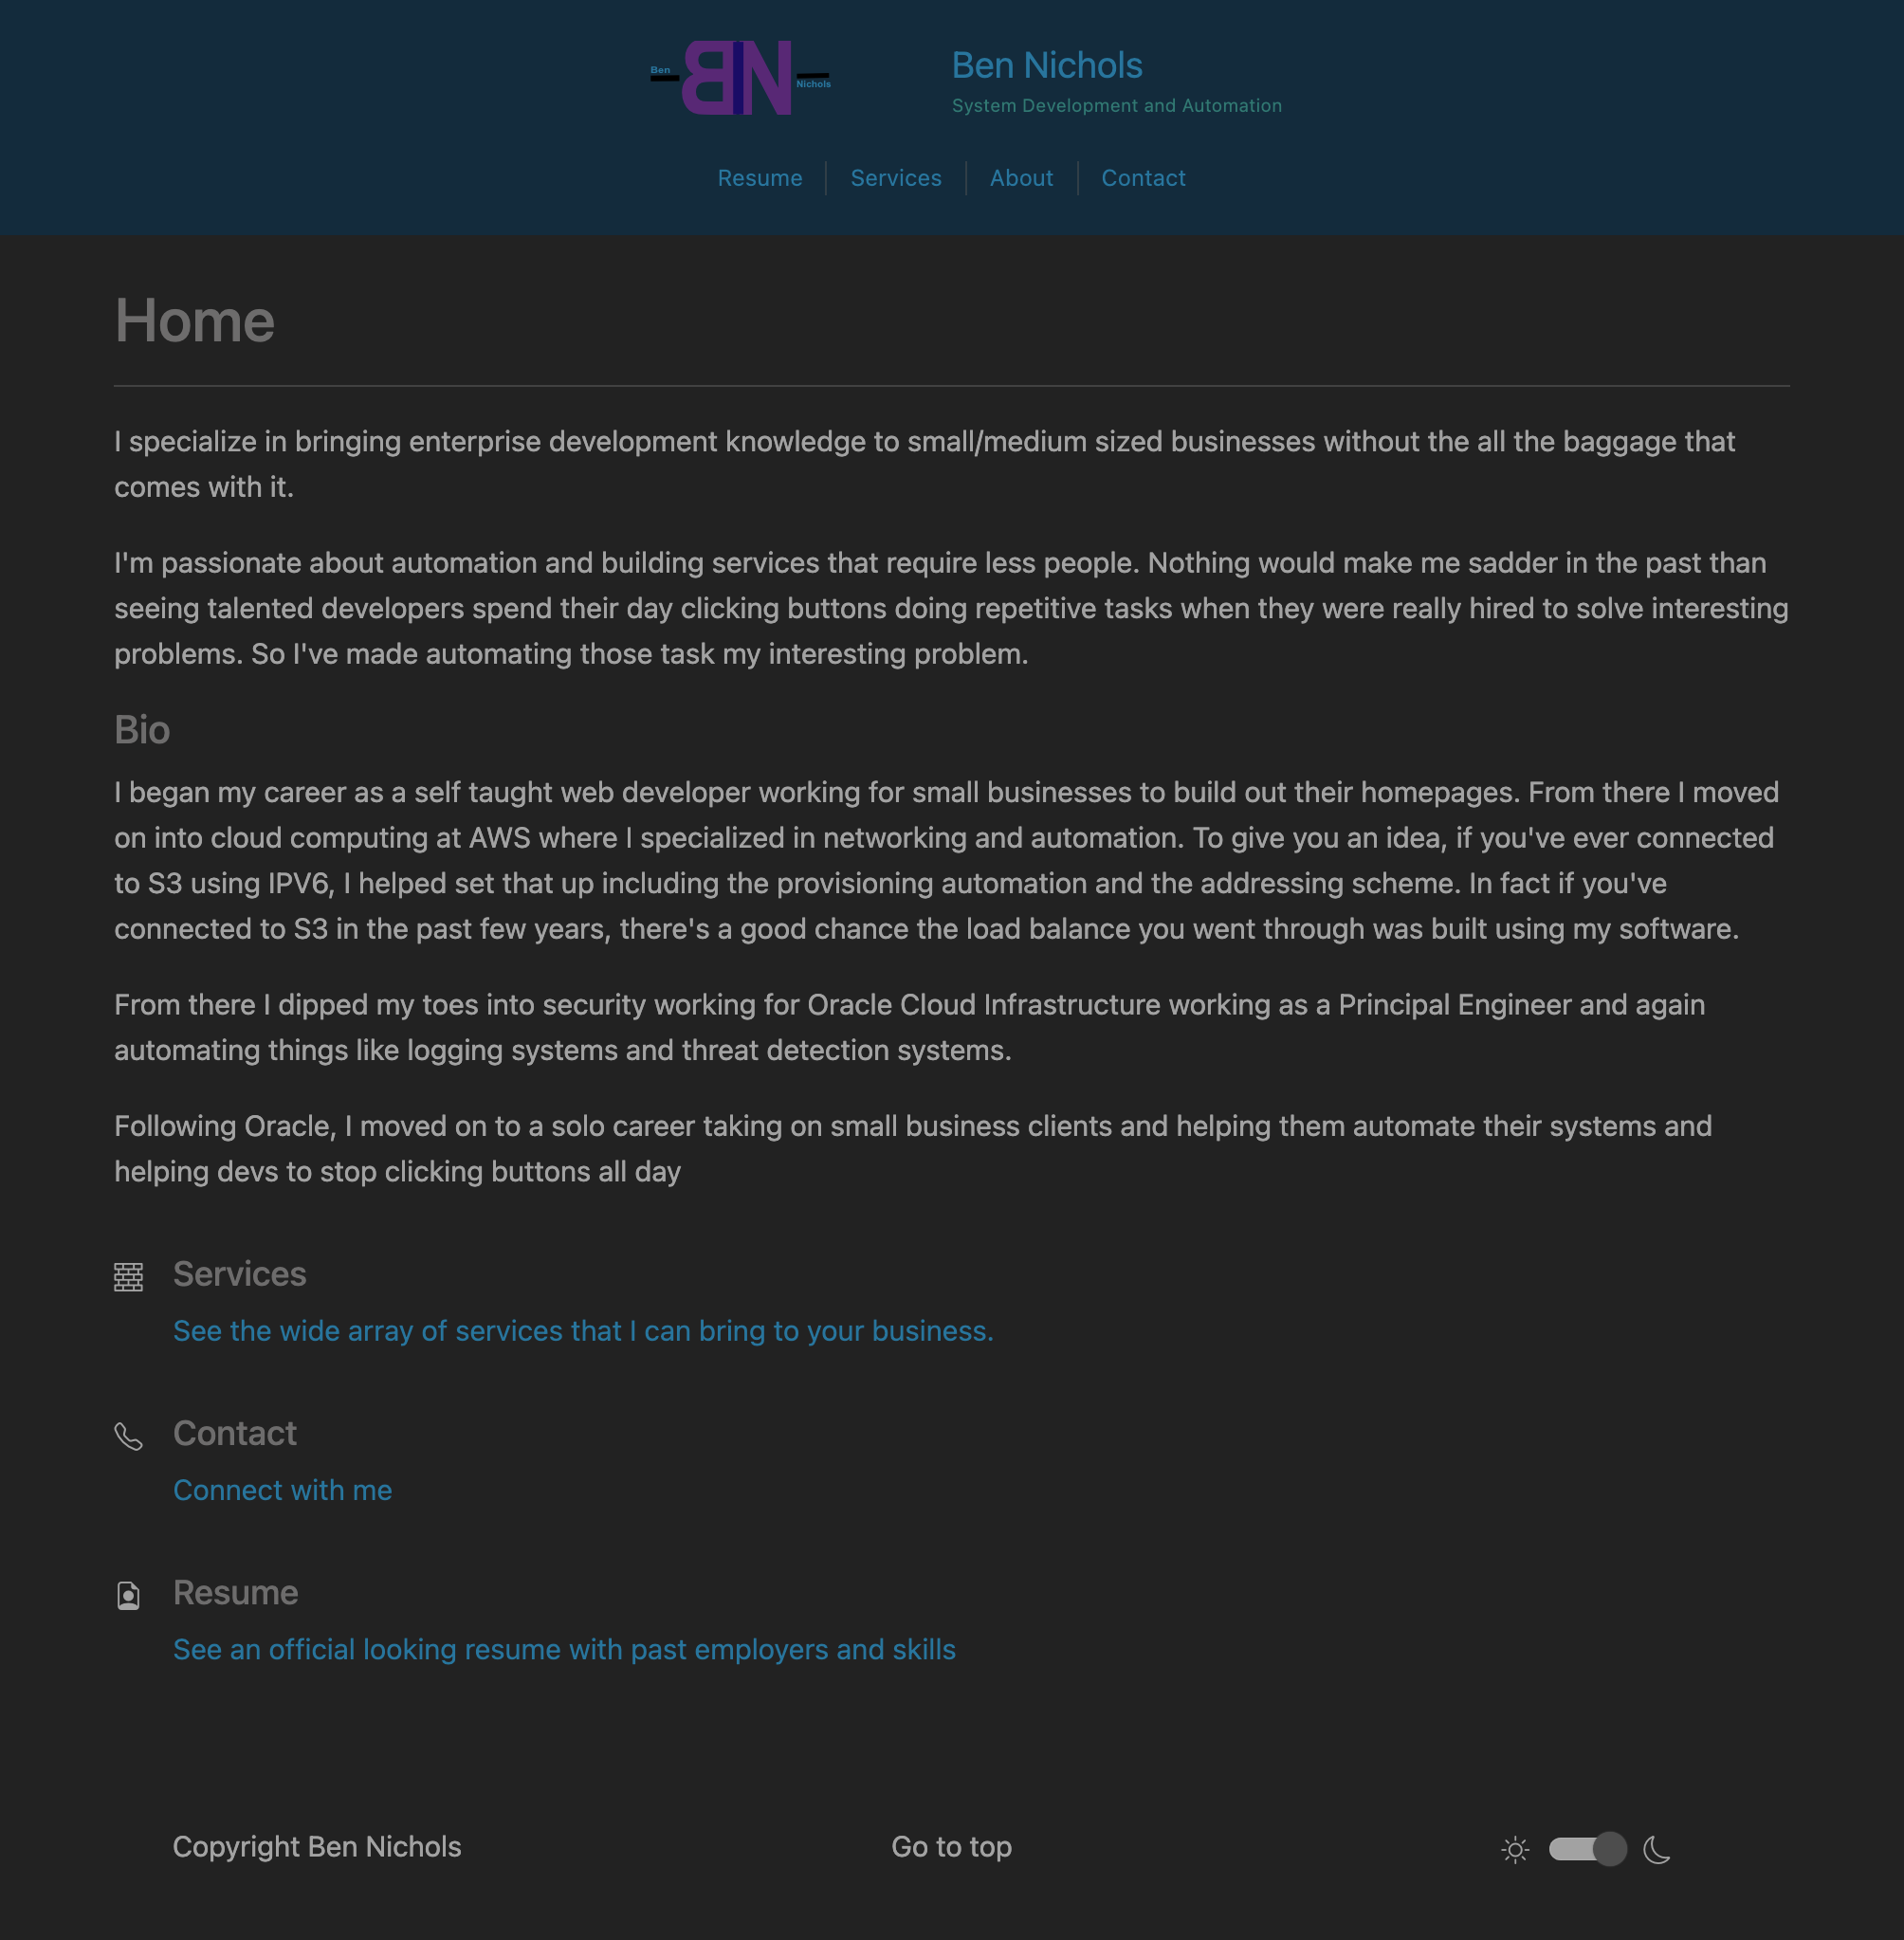 Ben
BN
Nichols
Ben Nichols
System Development and Automation
Resume
Services
About
Contact
Home
I specialize in bringing enterprise development knowledge to small/medium sized businesses without the all the baggage that
comes with it.
I'm passionate about automation and building services that require less people. Nothing would make me sadder in the past than
seeing talented developers spend their day clicking buttons doing repetitive tasks when they were really hired to solve interesting
problems. So I've made automating those task my interesting problem.
Bio
I began my career as a self taught web developer working for small businesses to build out their homepages. From there I moved
on into cloud computing at AWS where I specialized in networking and automation. To give you an idea, if you've ever connected
to S3 using IPV6, I helped set that up including the provisioning automation and the addressing scheme. In fact if you've
connected to S3 in the past few years, there's a good chance the load balance you went through was built using my software.
From there I dipped my toes into security working for Oracle Cloud Infrastructure working as a Principal Engineer and again
automating things like logging systems and threat detection systems.
Following Oracle, I moved on to a solo career taking on small business clients and helping them automate their systems and
helping devs to stop clicking buttons all day
Services
See the wide array of services that I can bring to your business.
Contact
Connect with me
Resume
See an official looking resume with past employers and skills
Copyright Ben Nichols
Go to top